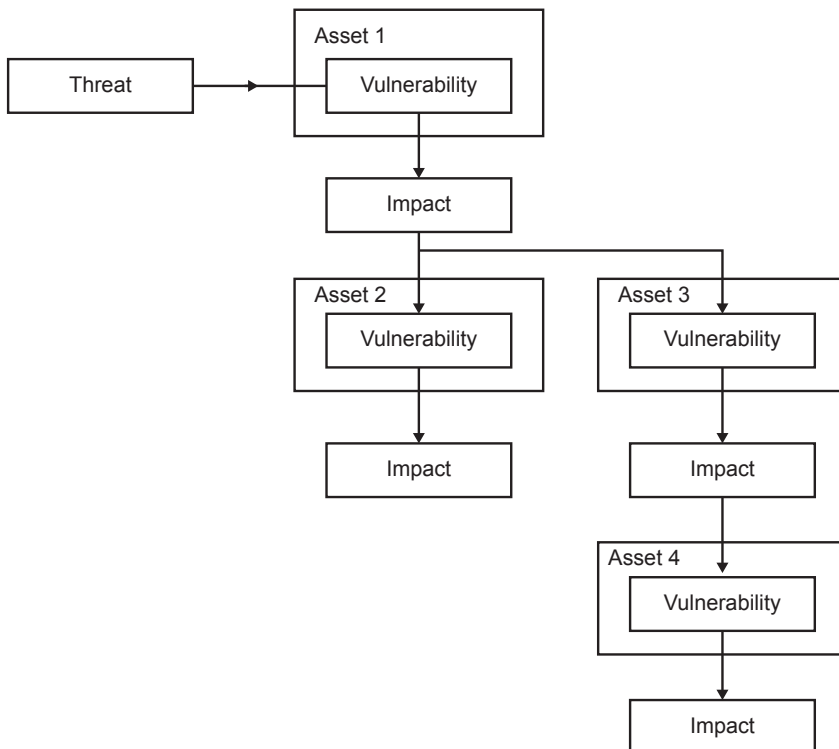 Asset 1
Threat
Vulnerability
Impact
Asset 2
Asset 3
Vulnerability
Vulnerability
Impact
Impact
Asset 4
Vulnerability
Impact